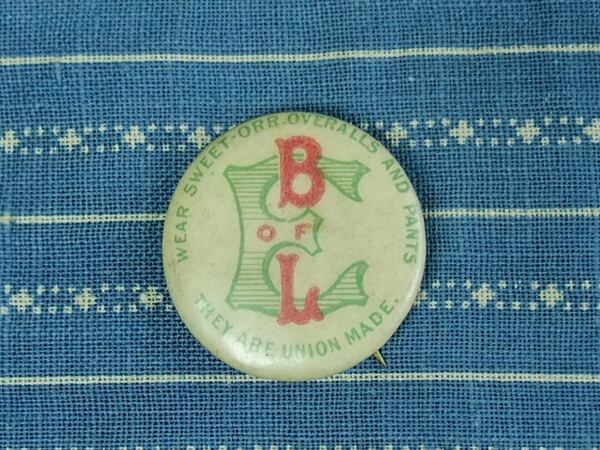 WEAR SWEET-ORR OVERALLS AND PANTS
B
OF
L
E
THEY ARE UNION MADE.